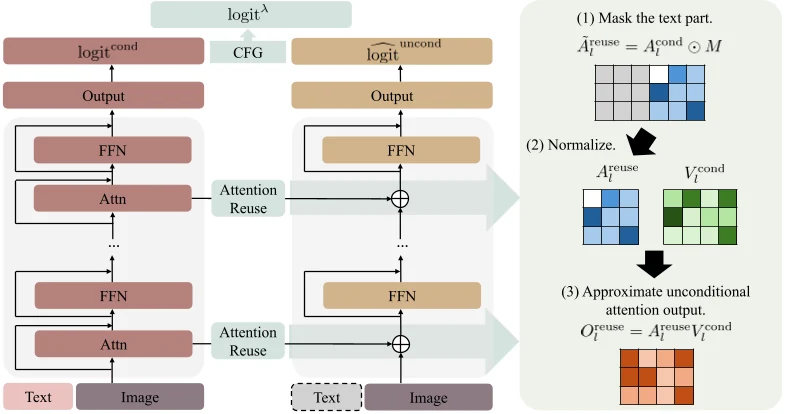 logit^λ
logit^cond
CFG
\widehat{logit}^uncond
Output
Output
FFN
FFN
Attn
Attention
Reuse
...
...
FFN
FFN
Attn
Attention
Reuse
Text
Image
Text
Image
(1) Mask the text part.
Ã_l^reuse = A_l^cond ⊙ M
(2) Normalize.
A_l^reuse
V_l^cond
(3) Approximate unconditional
attention output.
O_l^reuse = A_l^reuse V_l^cond